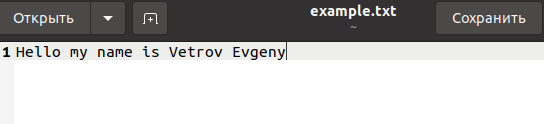 Открыть
example.txt
~
Сохранить
1 Hello my name is Vetrov Evgeny